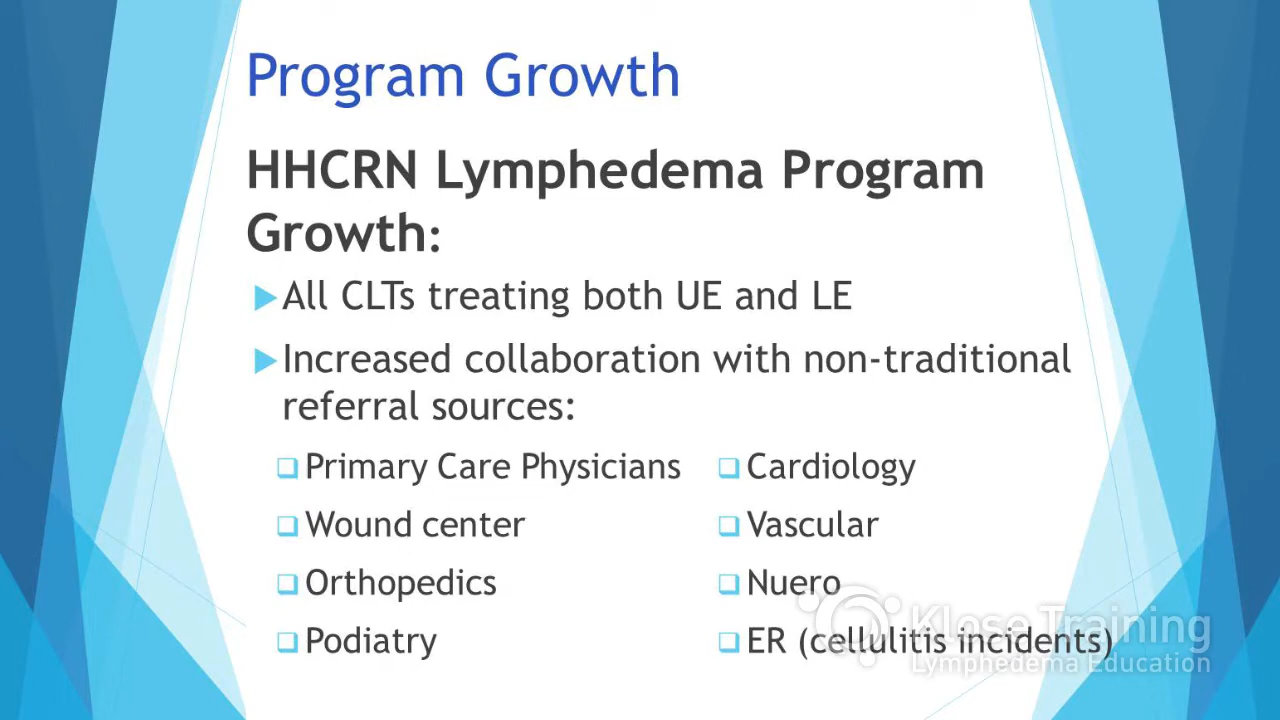 Program Growth
HHCRN Lymphedema Program
Growth:
All CLTs treating both UE and LE
Increased collaboration with non-traditional
referral sources:
Primary Care Physicians
Wound center
Orthopedics
Podiatry
Cardiology
Vascular
Nuero
ER (cellulitis incidents)
Klose Training
Lymphedema Education